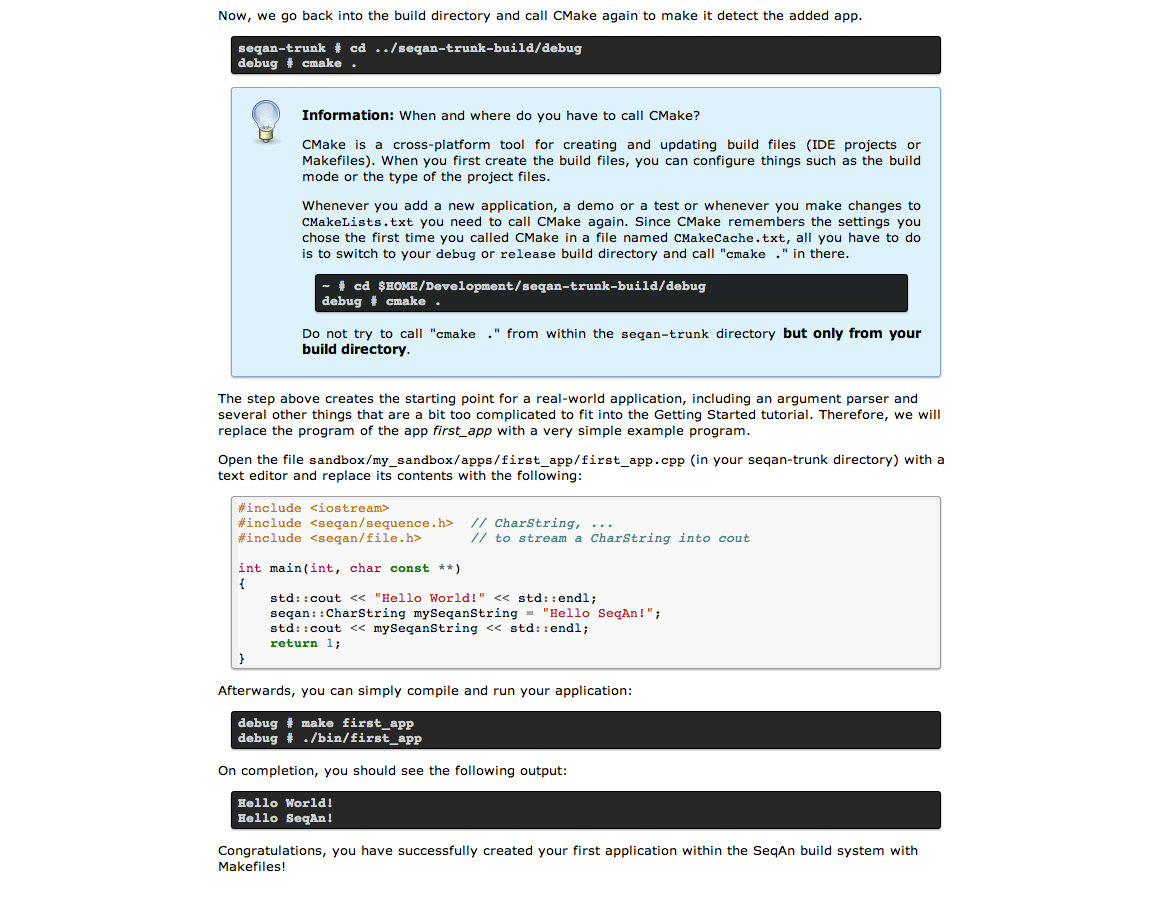 Now, we go back into the build directory and call CMake again to make it detect the added app.
seqan-trunk # cd ../seqan-trunk-build/debug
debug # cmake .
Information: When and where do you have to call CMake?
CMake is a cross-platform tool for creating and updating build files (IDE projects or
Makefiles). When you first create the build files, you can configure things such as the build
mode or the type of the project files.
Whenever you add a new application, a demo or a test or whenever you make changes to
CMakeLists.txt you need to call CMake again. Since CMake remembers the settings you
chose the first time you called CMake in a file named CMakeCache.txt, all you have to do
is to switch to your debug or release build directory and call "cmake ." in there.
~ # cd $HOME/Development/seqan-trunk-build/debug
debug # cmake .
Do not try to call "cmake ." from within the seqan-trunk directory but only from your
build directory.
The step above creates the starting point for a real-world application, including an argument parser and
several other things that are a bit too complicated to fit into the Getting Started tutorial. Therefore, we will
replace the program of the app first_app with a very simple example program.
Open the file sandbox/my_sandbox/apps/first_app/first_app.cpp (in your seqan-trunk directory) with a
text editor and replace its contents with the following:
#include <iostream>
#include <seqan/sequence.h>  // CharString, ...
#include <seqan/file.h>      // to stream a CharString into cout
int main(int, char const **)
{
    std::cout << "Hello World!" << std::endl;
    seqan::CharString mySeqanString = "Hello SeqAn!";
    std::cout << mySeqanString << std::endl;
    return 1;
}
Afterwards, you can simply compile and run your application:
debug # make first_app
debug # ./bin/first_app
On completion, you should see the following output:
Hello World!
Hello SeqAn!
Congratulations, you have successfully created your first application within the SeqAn build system with
Makefiles!